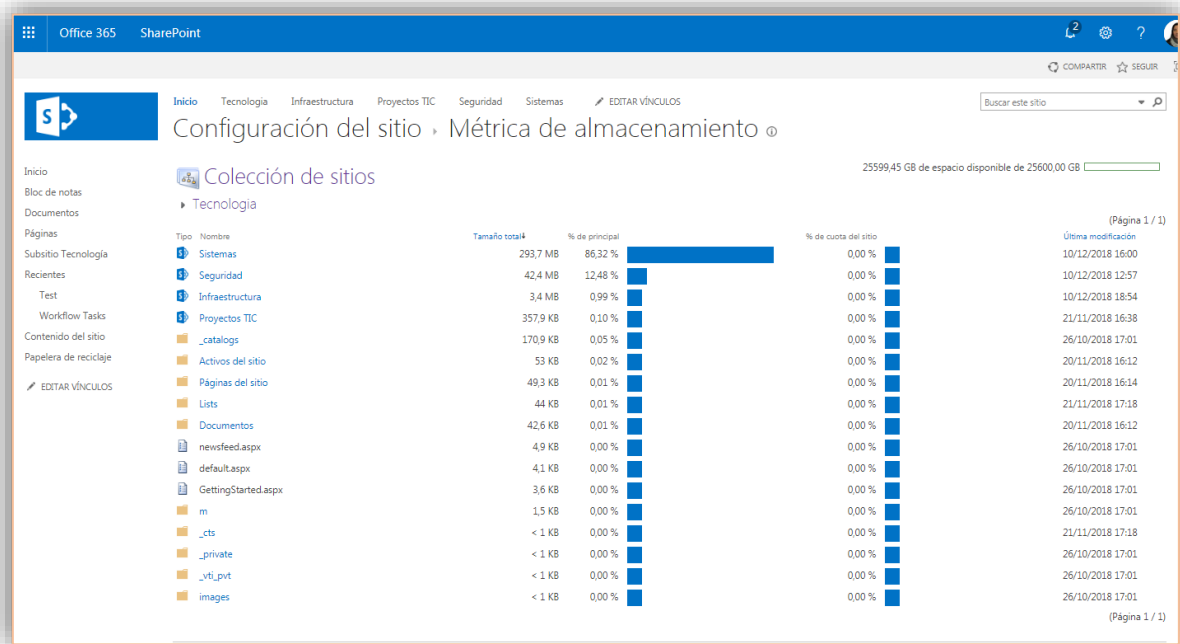 Office 365 SharePoint 2 ?
COMPARTIR SEGUIR
S
Inicio Tecnologia Infraestructura Proyectos TIC Seguridad Sistemas EDITAR VÍNCULOS Buscar este sitio
Configuración del sitio Métrica de almacenamiento
25599,45 GB de espacio disponible de 25600,00 GB
Colección de sitios
Tecnologia
(Página 1 / 1)
Inicio
Bloc de notas
Documentos
Páginas
Subsitio Tecnología
Recientes
Test
Workflow Tasks
Contenido del sitio
Papelera de reciclaje
EDITAR VÍNCULOS
Tipo Nombre Tamaño total % de principal % de cuota del sitio Última modificación
Sistemas 293,7 MB 86,32 % 0,00 % 10/12/2018 16:00
Seguridad 42,4 MB 12,48 % 0,00 % 10/12/2018 12:57
Infraestructura 3,4 MB 0,99 % 0,00 % 10/12/2018 18:54
Proyectos TIC 357,9 KB 0,10 % 0,00 % 21/11/2018 16:38
_catalogs 170,9 KB 0,05 % 0,00 % 26/10/2018 17:01
Activos del sitio 53 KB 0,02 % 0,00 % 20/11/2018 16:12
Páginas del sitio 49,3 KB 0,01 % 0,00 % 20/11/2018 16:14
Lists 44 KB 0,01 % 0,00 % 21/11/2018 17:18
Documentos 42,6 KB 0,01 % 0,00 % 20/11/2018 16:12
newsfeed.aspx 4,9 KB 0,00 % 0,00 % 26/10/2018 17:01
default.aspx 4,1 KB 0,00 % 0,00 % 26/10/2018 17:01
GettingStarted.aspx 3,6 KB 0,00 % 0,00 % 26/10/2018 17:01
m 1,5 KB 0,00 % 0,00 % 26/10/2018 17:01
_cts < 1 KB 0,00 % 0,00 % 21/11/2018 17:18
_private < 1 KB 0,00 % 0,00 % 26/10/2018 17:01
_vti_pvt < 1 KB 0,00 % 0,00 % 26/10/2018 17:01
images < 1 KB 0,00 % 0,00 % 26/10/2018 17:01
(Página 1 / 1)